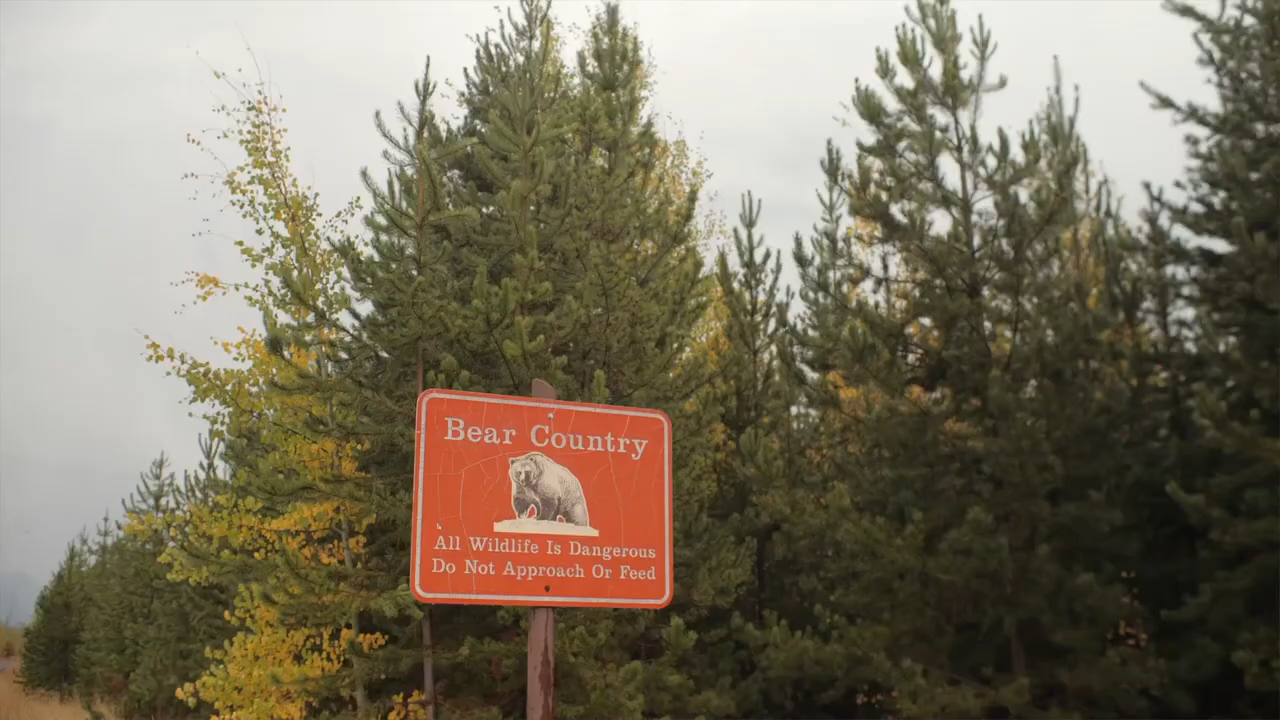 Bear Country
All Wildlife Is Dangerous
Do Not Approach Or Feed